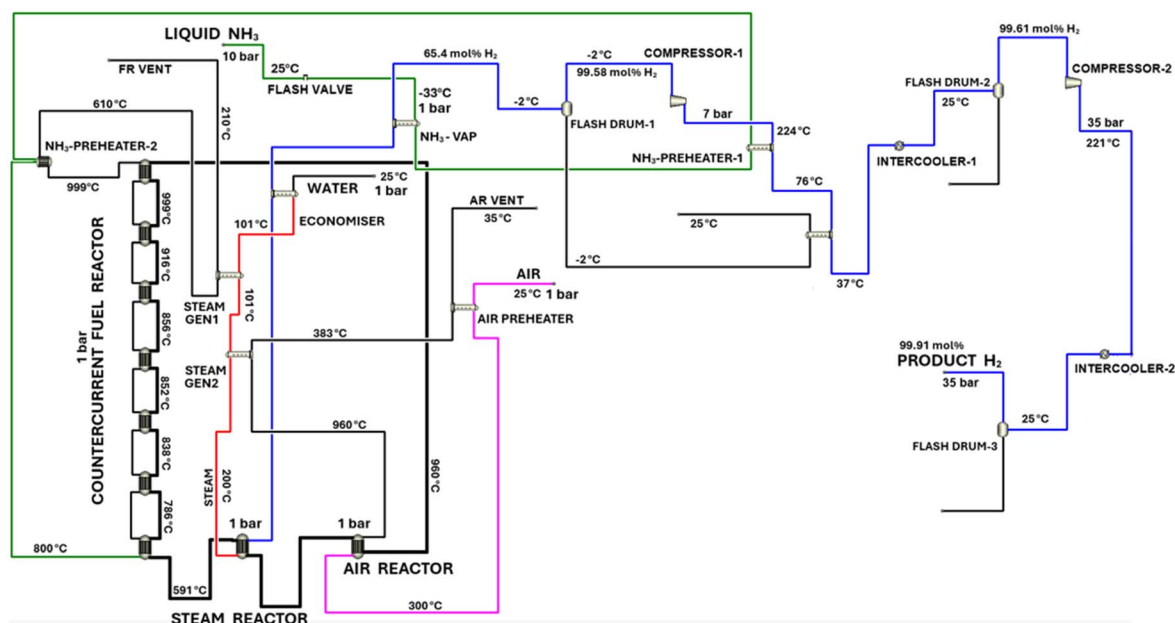 LIQUID NH₃
10 bar
FR VENT
25°C
FLASH VALVE
-33°C
1 bar
NH₃ - VAP
65.4 mol% H₂
-2°C
-2°C
99.58 mol% H₂
FLASH DRUM-1
COMPRESSOR-1
7 bar
224°C
NH₃-PREHEATER-1
76°C
99.61 mol% H₂
FLASH DRUM-2
25°C
COMPRESSOR-2
35 bar
221°C
INTERCOOLER-1
610°C
210°C
NH₃-PREHEATER-2
999°C
WATER
25°C
1 bar
ECONOMISER
101°C
AR VENT
35°C
25°C
-2°C
37°C
AIR
25°C 1 bar
AIR PREHEATER
STEAM
GEN1
101°C
383°C
STEAM
GEN2
960°C
960°C
COUNTERCURRENT FUEL REACTOR
1 bar
999°C
916°C
856°C
852°C
838°C
786°C
STEAM
200°C
1 bar
1 bar
AIR REACTOR
800°C
591°C
STEAM REACTOR
300°C
99.91 mol%
PRODUCT H₂
35 bar
INTERCOOLER-2
25°C
FLASH DRUM-3